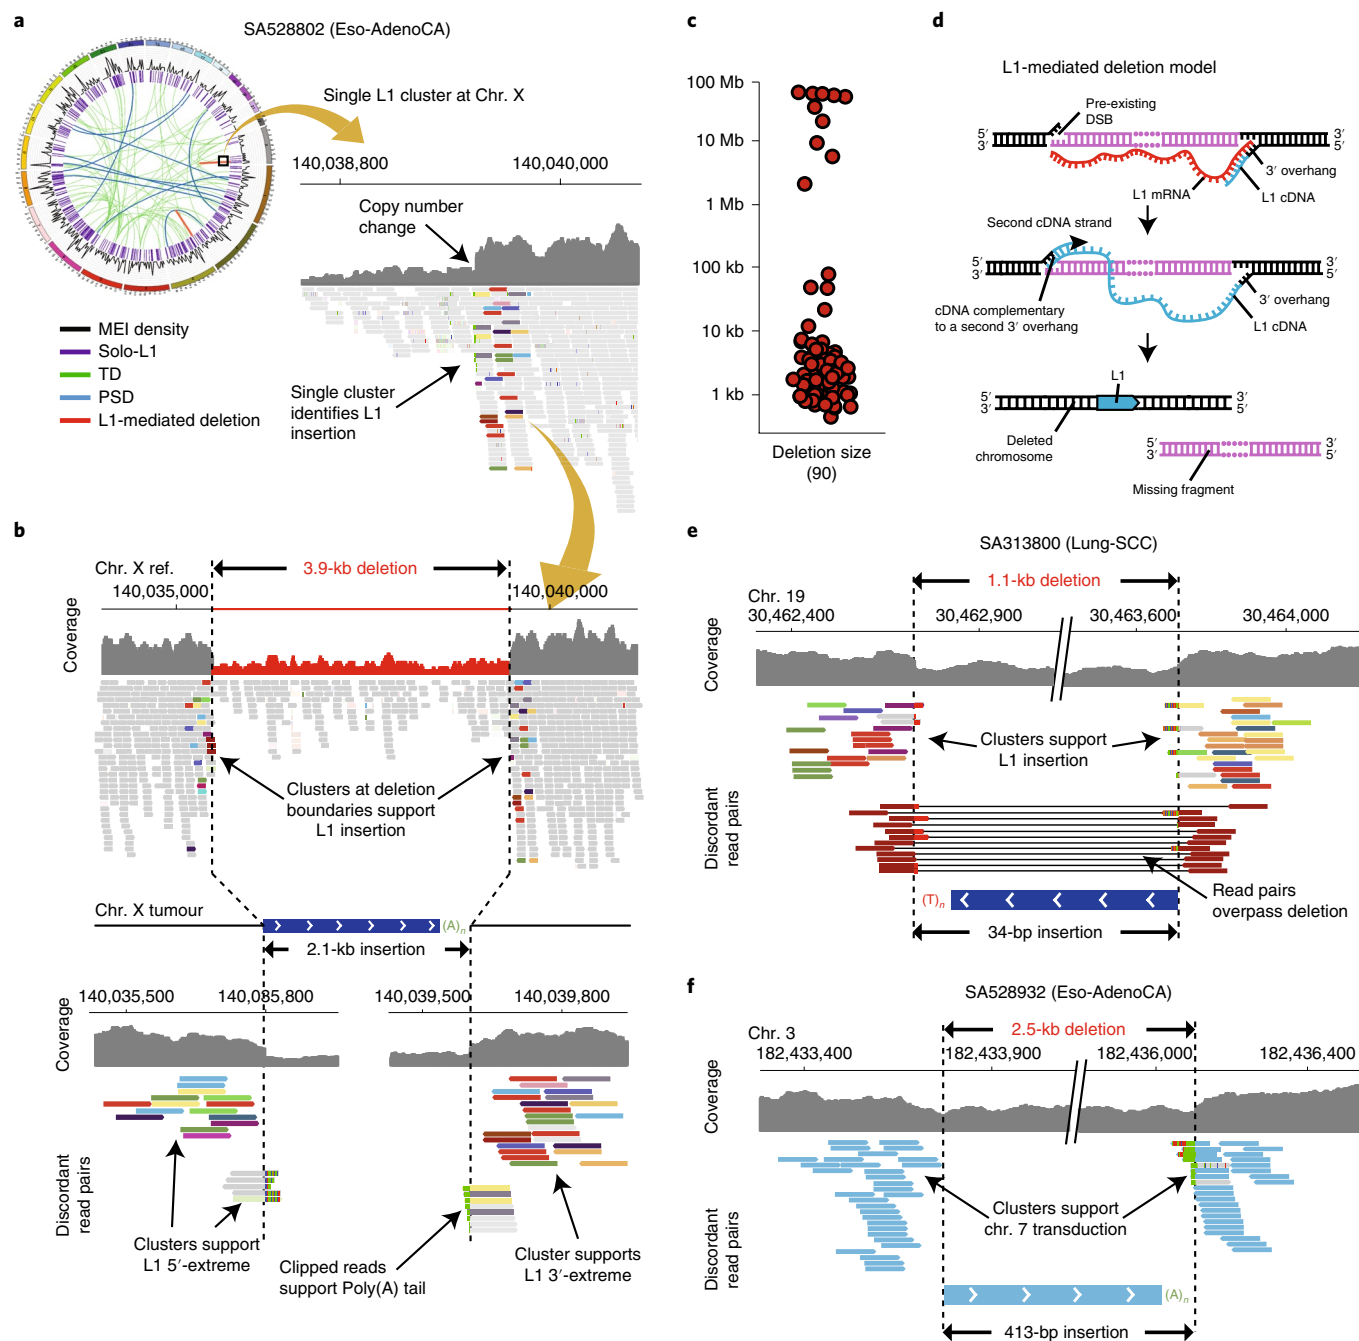 a
SA528802 (Eso-AdenoCA)
Single L1 cluster at Chr. X
140,038,800
140,040,000
Copy number
change
Single cluster
identifies L1
insertion
MEI density
Solo-L1
TD
PSD
L1-mediated deletion
b
Chr. X ref.
3.9-kb deletion
140,035,000
140,040,000
Coverage
Clusters at deletion
boundaries support
L1 insertion
Chr. X tumour
(A)n
2.1-kb insertion
140,035,500
140,035,800
140,039,500
140,039,800
Coverage
Discordant
read pairs
Clusters support
L1 5′-extreme
Clipped reads
support Poly(A) tail
Cluster supports
L1 3′-extreme
c
100 Mb
10 Mb
1 Mb
100 kb
10 kb
1 kb
Deletion size
(90)
d
L1-mediated deletion model
Pre-existing
DSB
5′
3′
3′
5′
3′ overhang
L1 mRNA
L1 cDNA
Second cDNA strand
5′
3′
3′
5′
3′ overhang
cDNA complementary
to a second 3′ overhang
L1 cDNA
L1
5′
3′
3′
5′
Deleted
chromosome
5′
3′
3′
5′
Missing fragment
e
SA313800 (Lung-SCC)
1.1-kb deletion
Chr. 19
30,462,400
30,462,900
30,463,600
30,464,000
Coverage
Clusters support
L1 insertion
Discordant
read pairs
Read pairs
overpass deletion
(T)n
34-bp insertion
f
SA528932 (Eso-AdenoCA)
2.5-kb deletion
Chr. 3
182,433,400
182,433,900
182,436,000
182,436,400
Coverage
Clusters support
chr. 7 transduction
Discordant
read pairs
(A)n
413-bp insertion